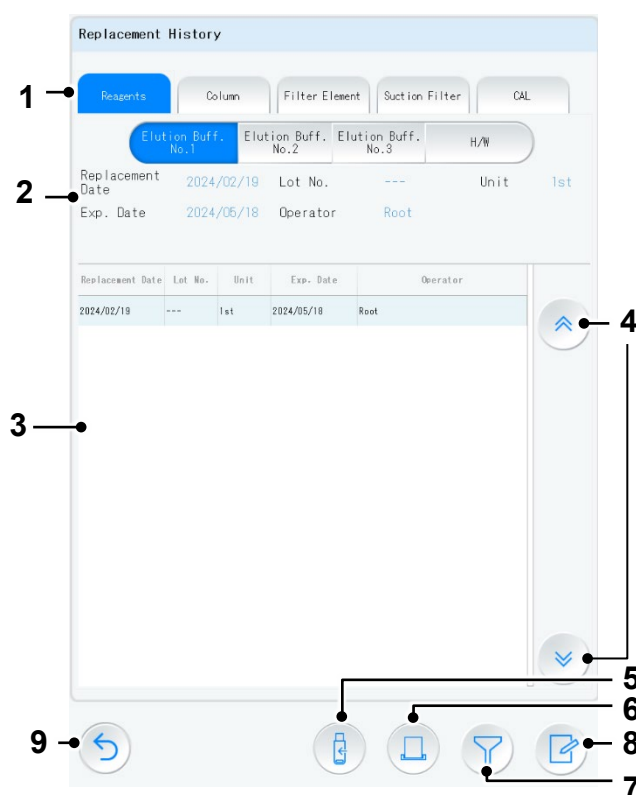 Replacement History
1
Reagents Column Filter Element Suction Filter CAL
Elution Buff. No.1 Elution Buff. No.2 Elution Buff. No.3 H/W
2
Replacement Date 2024/02/19 Lot No. --- Unit 1st
Exp. Date 2024/05/18 Operator Root
Replacement Date Lot No. Unit Exp. Date Operator
2024/02/19 --- 1st 2024/05/18 Root
4
3
5
6
9
8
7